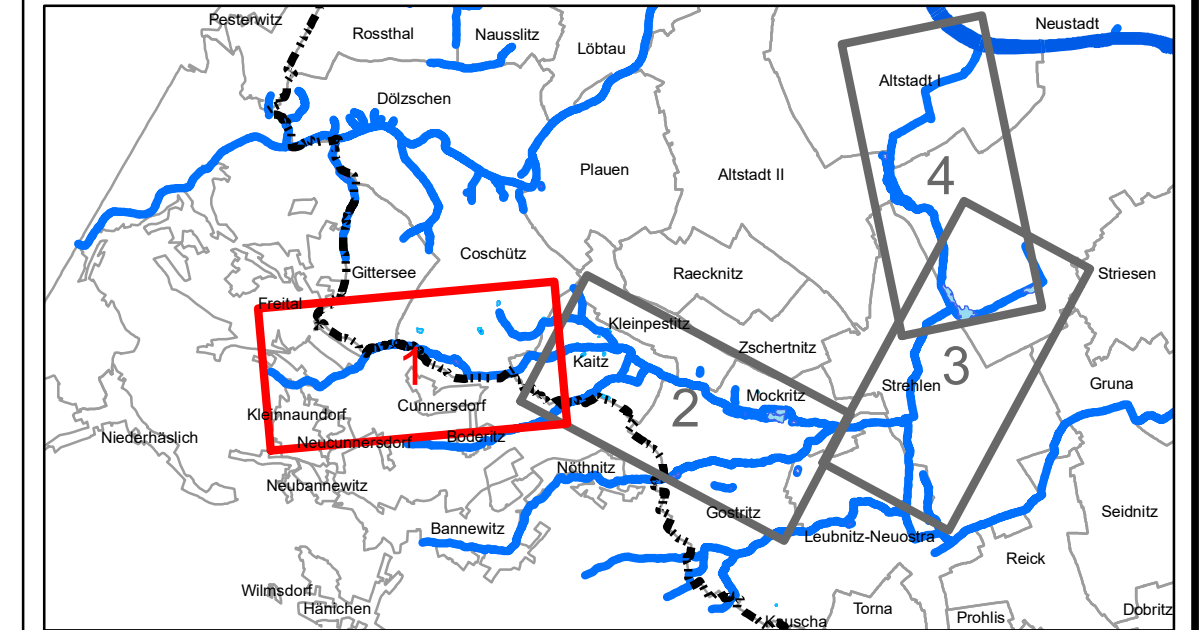 Pesterwitz
Rossthal
Nausslitz
Löbtau
Neustadt
Altstadt I
Dölzschen
Plauen
Altstadt II
4
Coschütz
Gittersee
Raecknitz
Striesen
Freital
Kleinpestitz
Zschertnitz
1
Kaitz
3
Strehlen
Gruna
Mockritz
Cunnersdorf
2
Kleinnaundorf
Niederhäslich
Neucunnersdorf
Boderitz
Nöthnitz
Neubannewitz
Gostritz
Seidnitz
Bannewitz
Leubnitz-Neuostra
Reick
Wilmsdorf
Hänichen
Torna
Prohlis
Dobritz
Kauscha